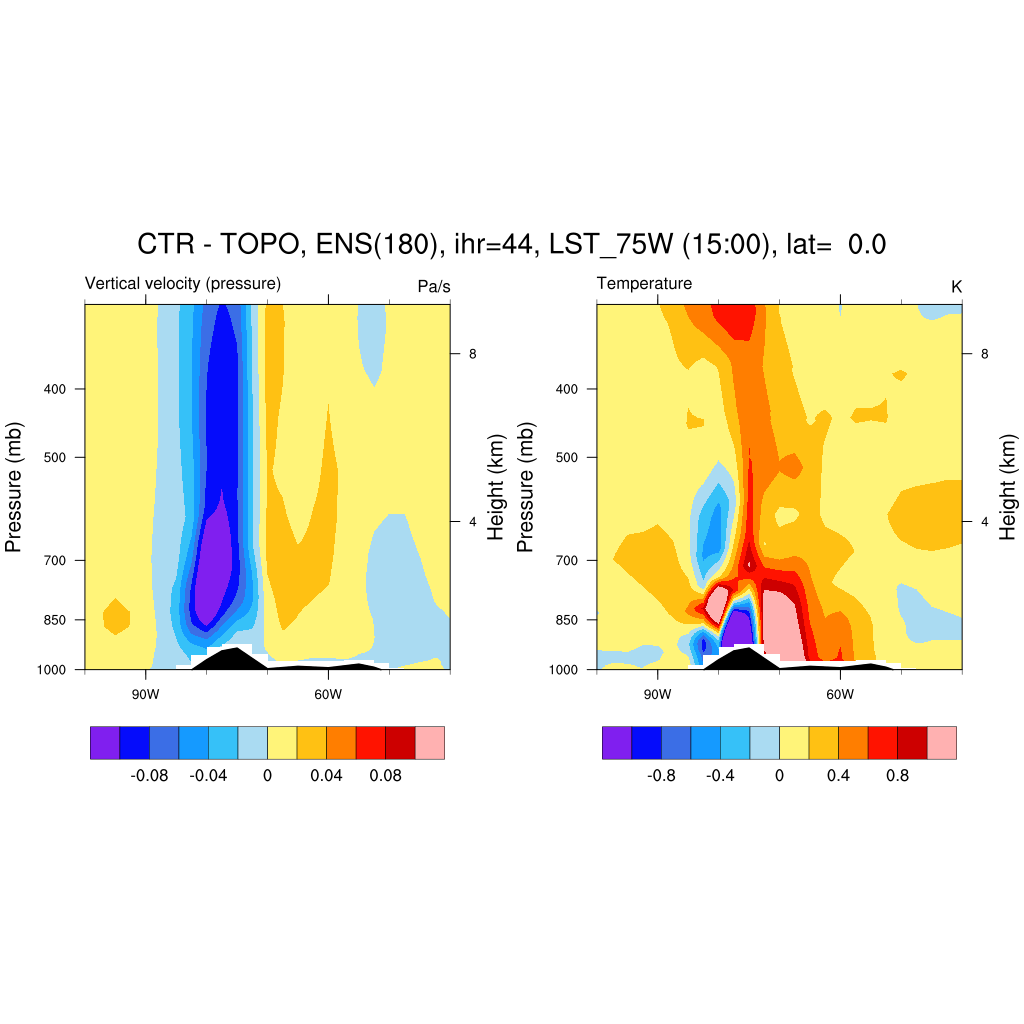 CTR - TOPO, ENS(180), ihr=44, LST_75W (15:00), lat=  0.0
Vertical velocity (pressure)
Pa/s
Pressure (mb)
400
500
700
850
1000
90W
60W
8
4
Height (km)
-0.08
-0.04
0
0.04
0.08
Temperature
K
Pressure (mb)
400
500
700
850
1000
90W
60W
8
4
Height (km)
-0.8
-0.4
0
0.4
0.8